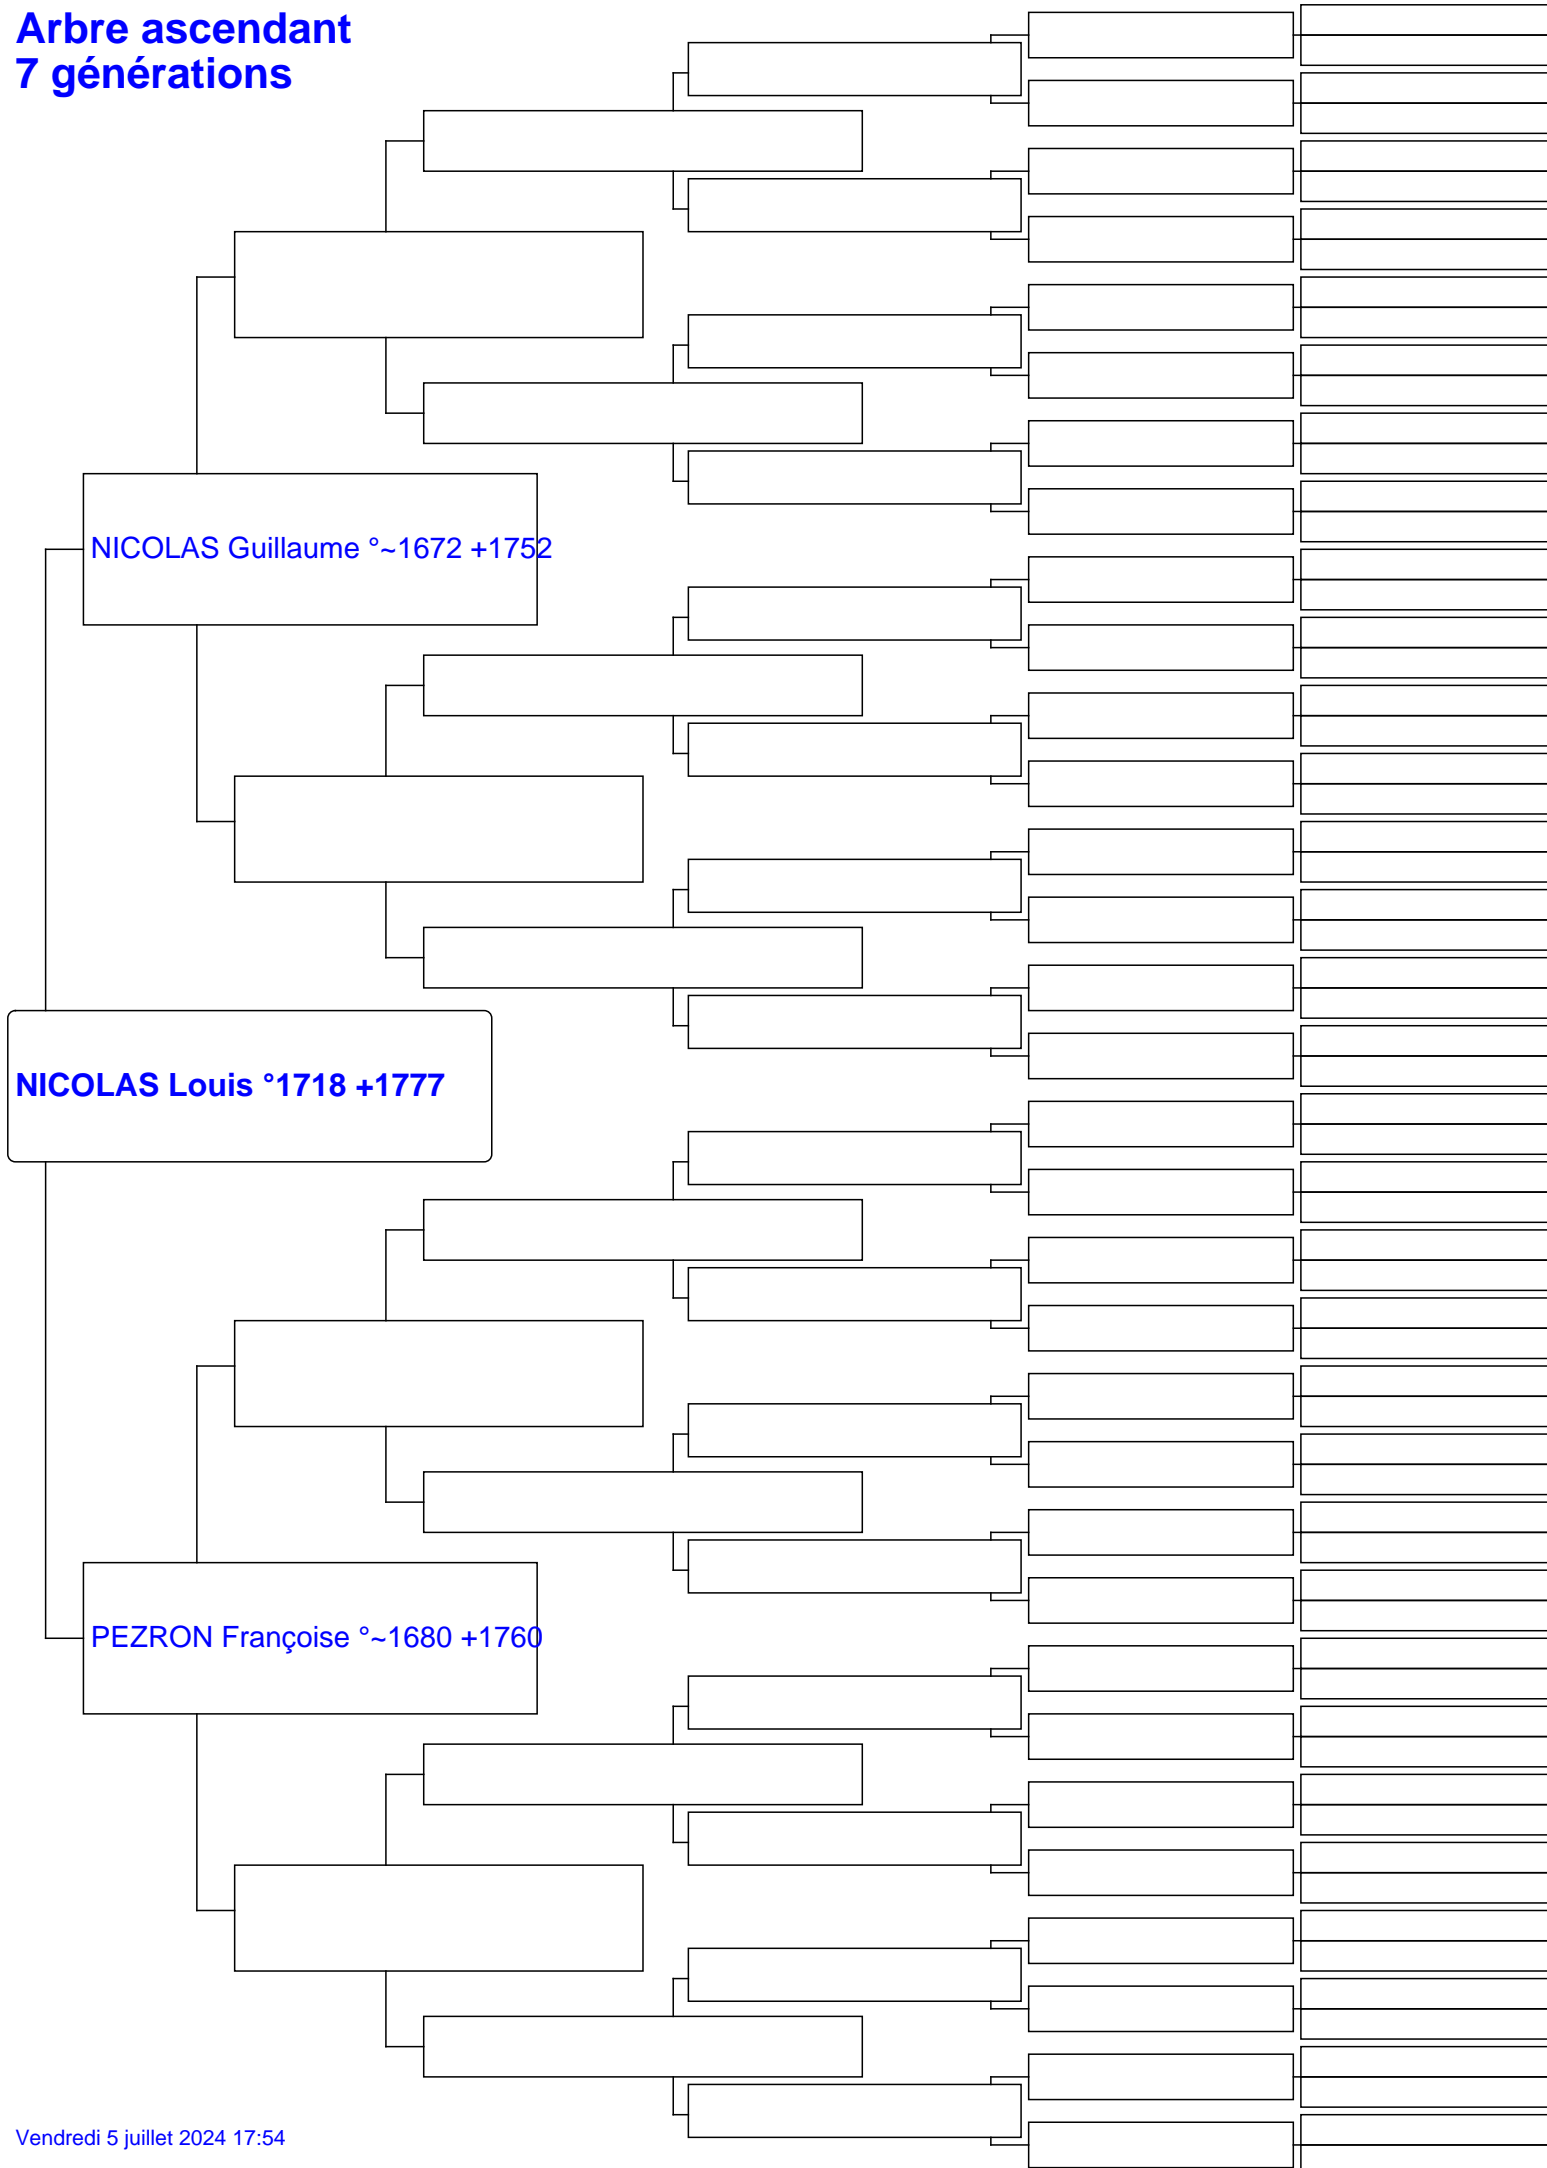 Arbre ascendant
7 générations
NICOLAS Guillaume °~1672 +1752
NICOLAS Louis °1718 +1777
PEZRON Françoise °~1680 +1760
Vendredi 5 juillet 2024 17:54